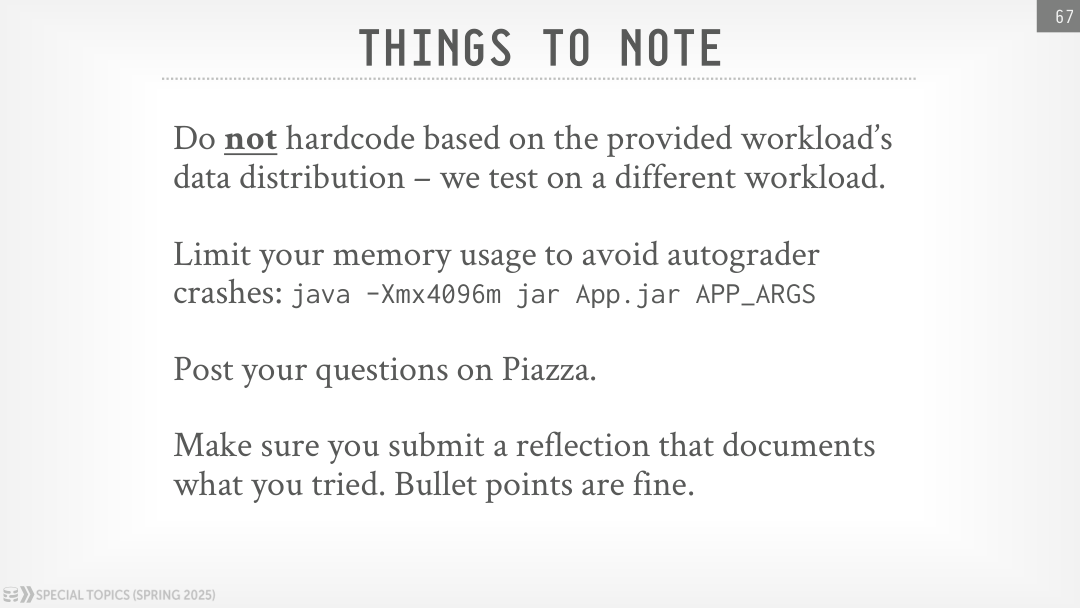 67
THINGS TO NOTE
Do not hardcode based on the provided workload’s
data distribution – we test on a different workload.
Limit your memory usage to avoid autograder
crashes: java -Xmx4096m jar App.jar APP_ARGS
Post your questions on Piazza.
Make sure you submit a reflection that documents
what you tried. Bullet points are fine.
SPECIAL TOPICS (SPRING 2025)